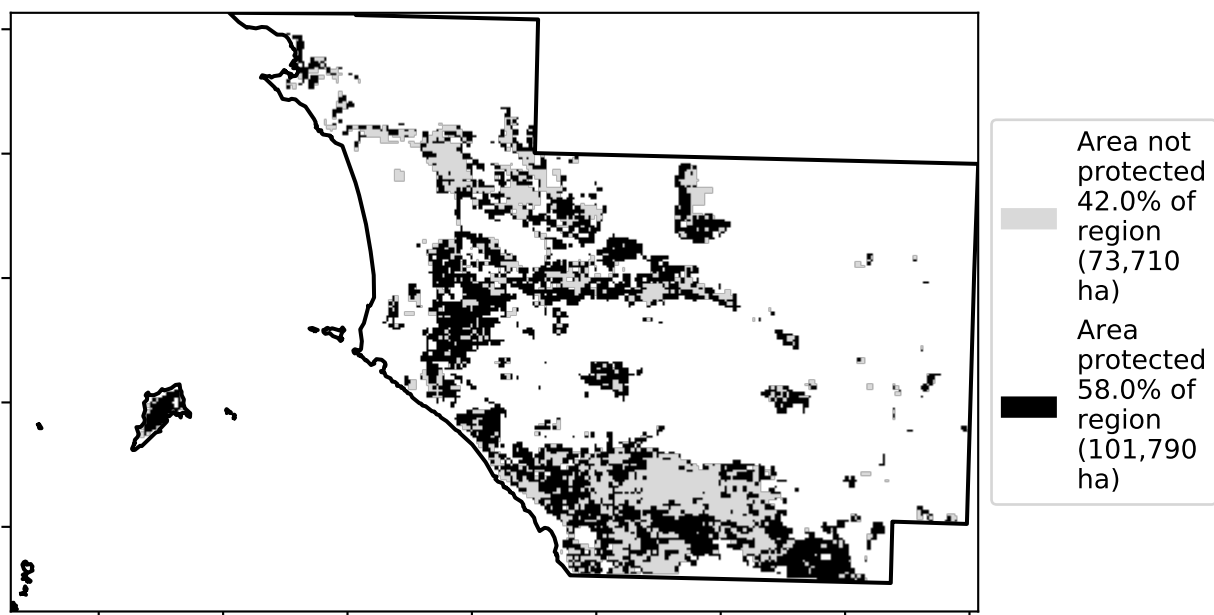 Area not
protected
42.0% of
region
(73,710
ha)
Area
protected
58.0% of
region
(101,790
ha)